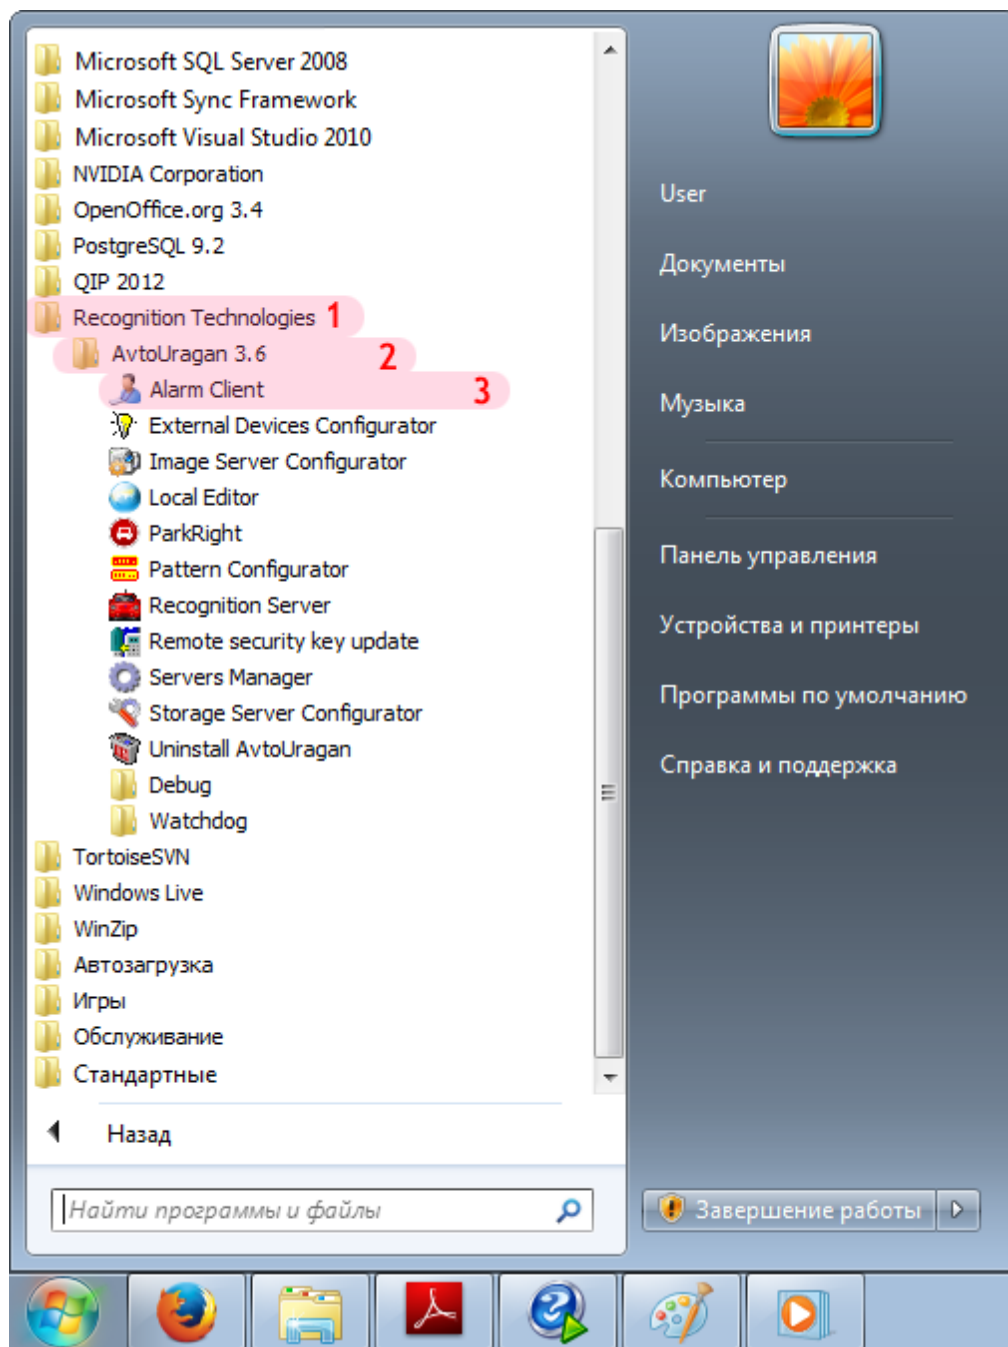 Microsoft SQL Server 2008
Microsoft Sync Framework
Microsoft Visual Studio 2010
NVIDIA Corporation
OpenOffice.org 3.4
PostgreSQL 9.2
QIP 2012
Recognition Technologies 1
AvtoUragan 3.6 2
Alarm Client 3
External Devices Configurator
Image Server Configurator
Local Editor
ParkRight
Pattern Configurator
Recognition Server
Remote security key update
Servers Manager
Storage Server Configurator
Uninstall AvtoUragan
Debug
Watchdog
TortoiseSVN
Windows Live
WinZip
Автозагрузка
Игры
Обслуживание
Стандартные
Назад
Найти программы и файлы
User
Документы
Изображения
Музыка
Компьютер
Панель управления
Устройства и принтеры
Программы по умолчанию
Справка и поддержка
Завершение работы